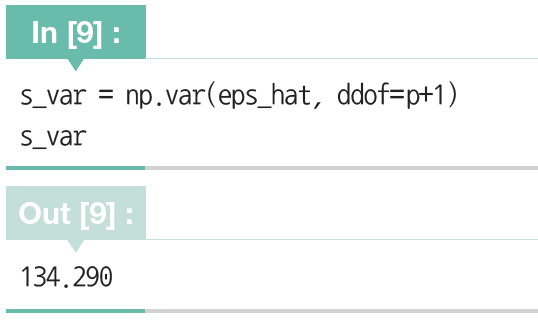 In [9] :
s_var = np.var(eps_hat, ddof=p+1)
s_var
Out [9] :
134.290